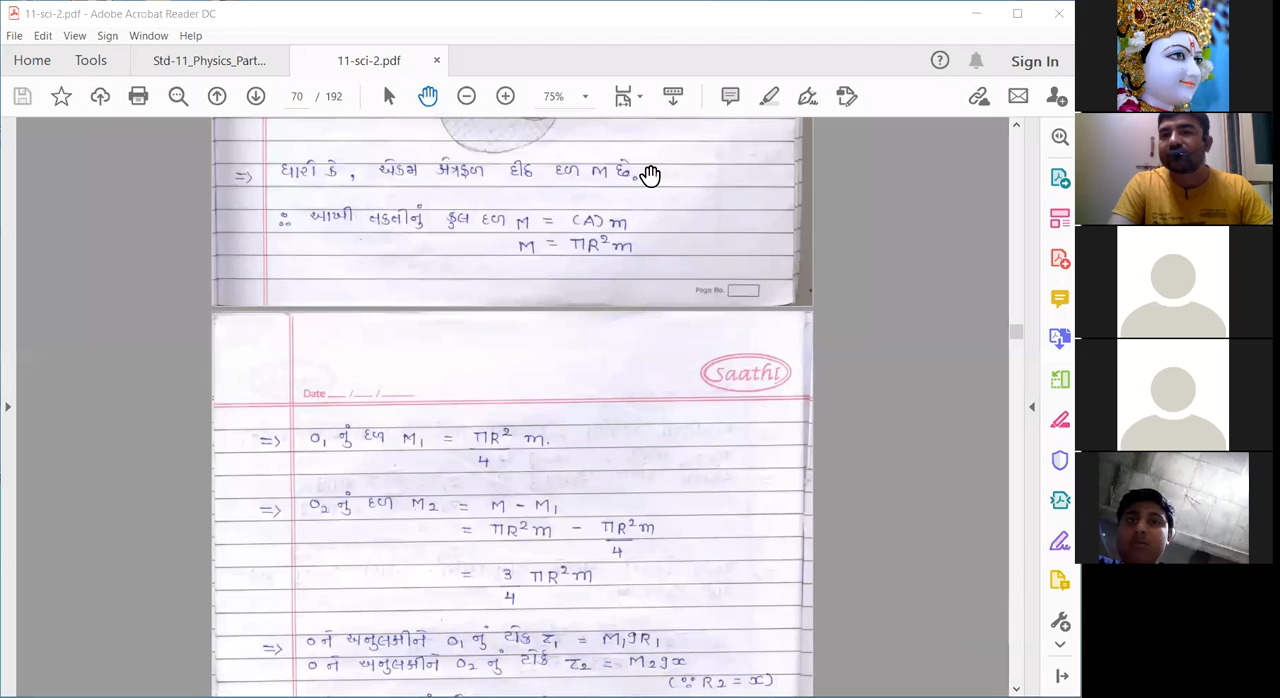 11-sci-2.pdf - Adobe Acrobat Reader DC
File Edit View Sign Window Help
Home Tools Std-11_Physics_Part... 11-sci-2.pdf × Sign In
70 / 192 75%
=> ધારો કે, એકમ ક્ષેત્રફળ દીઠ દળ m છે.
∴ આખી તકતીનું કુલ દળ M = (A)m
M = πR²m
Page No.
Saathi
Date __ /__ /____
=> O₁ નું દળ M₁ = πR²/4 m.
=> O₂ નું દળ M₂ = M - M₁
= πR²m - πR²m/4
= 3/4 πR²m
=> O ને અનુલક્ષીને O₁ નું ટોર્ક τ₁ = M₁gR₁
O ને અનુલક્ષીને O₂ નું ટોર્ક τ₂ = M₂gx
(∵ R₂ = x)